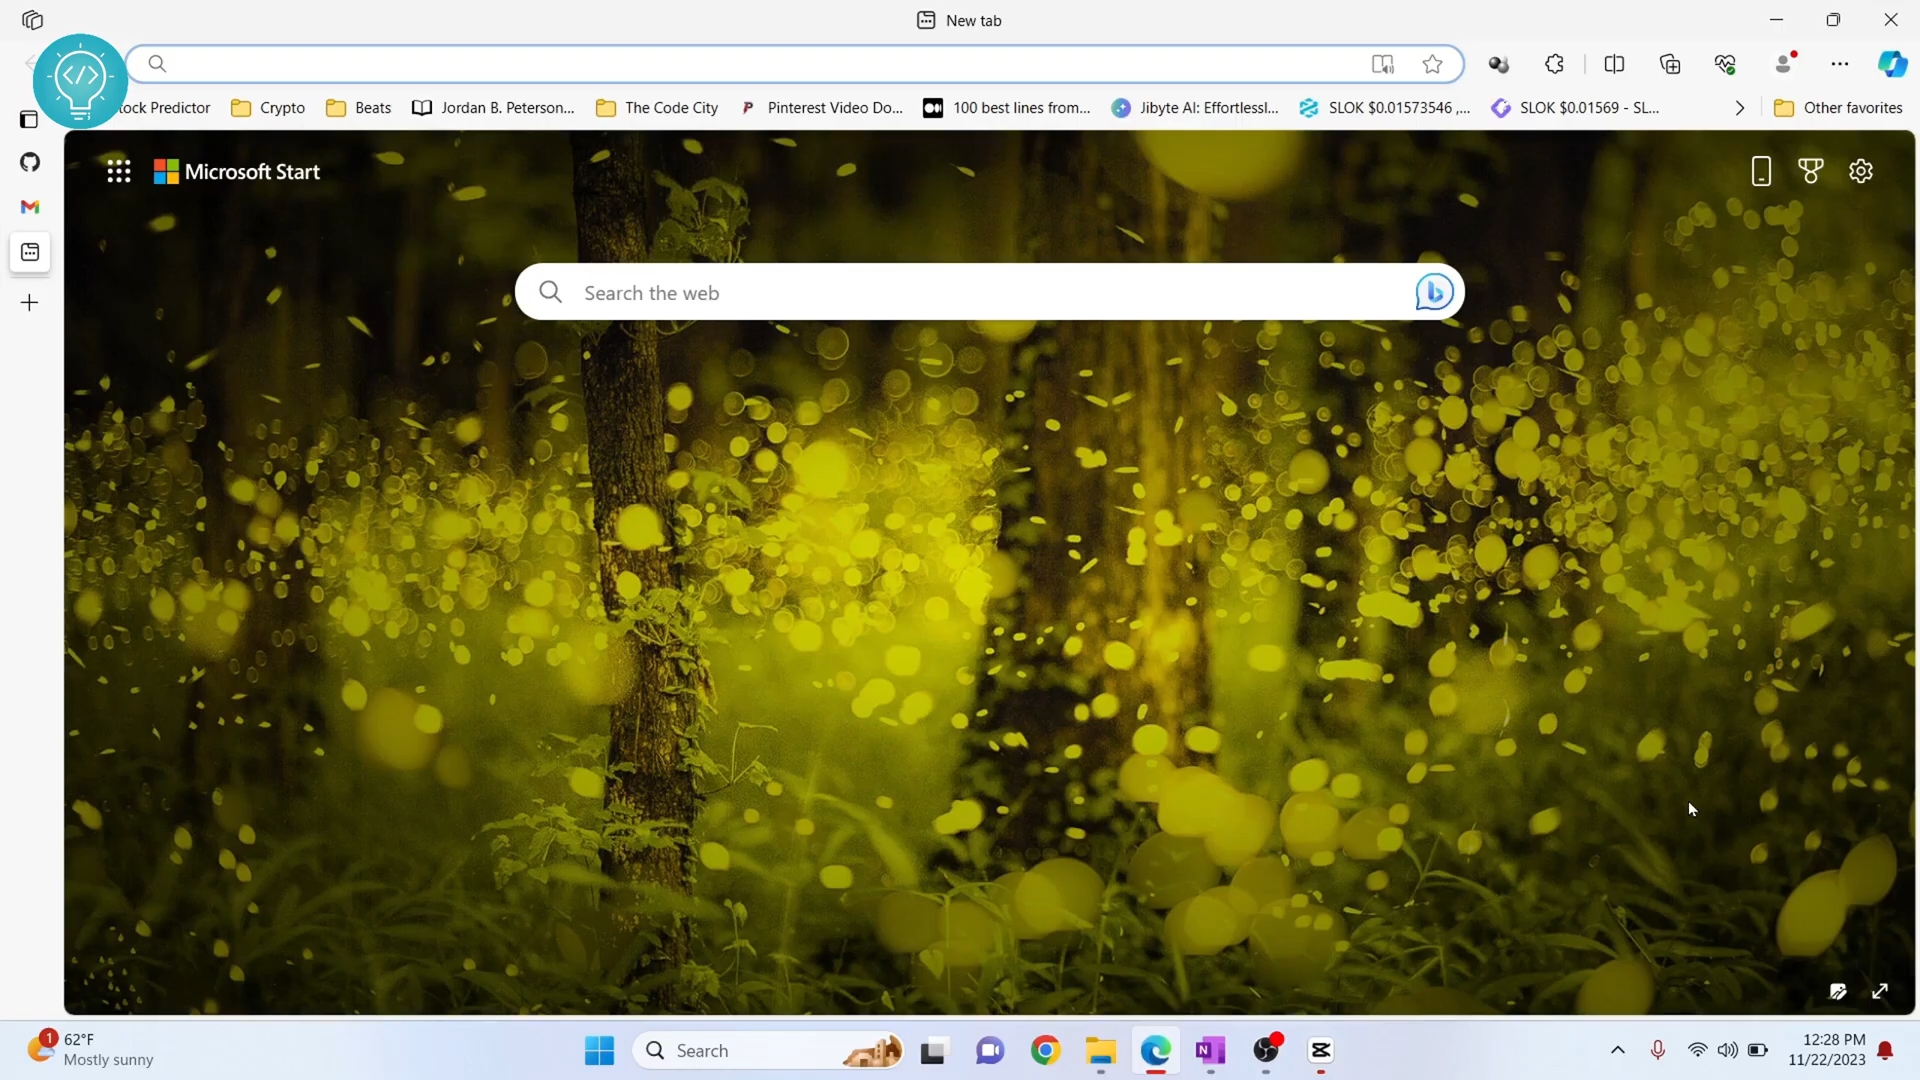 New tab
tock Predictor
Crypto
Beats
Jordan B. Peterson...
The Code City
Pinterest Video Do...
100 best lines from...
Jibyte AI: Effortlessl...
SLOK $0.01573546 ,...
SLOK $0.01569 - SL...
Other favorites
Microsoft Start
Search the web
1
62°F
Mostly sunny
Search
12:28 PM
11/22/2023